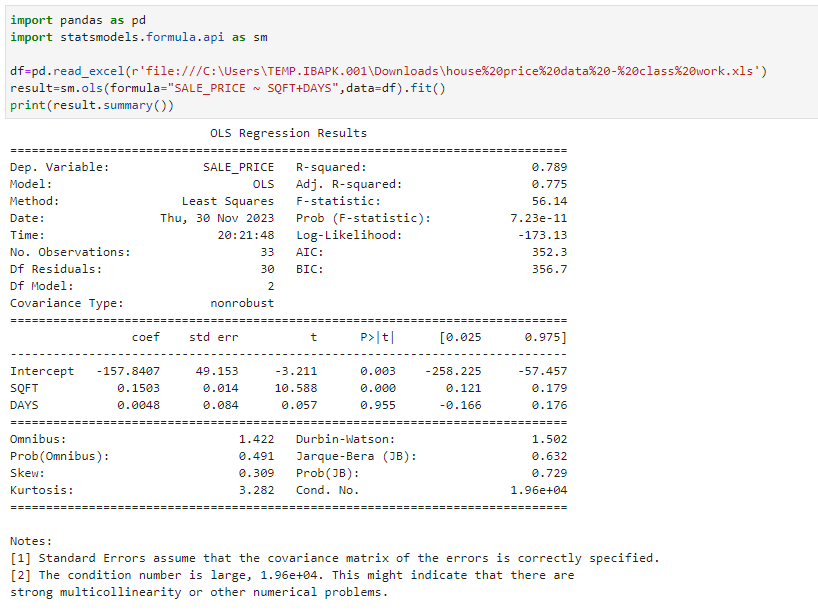 import pandas as pd
import statsmodels.formula.api as sm
df=pd.read_excel(r'file:///C:\Users\TEMP.IBAPK.001\Downloads\house%20price%20data%20-%20class%20work.xls')
result=sm.ols(formula="SALE_PRICE ~ SQFT+DAYS",data=df).fit()
print(result.summary())
OLS Regression Results
==============================================================================
Dep. Variable: SALE_PRICE R-squared: 0.789
Model: OLS Adj. R-squared: 0.775
Method: Least Squares F-statistic: 56.14
Date: Thu, 30 Nov 2023 Prob (F-statistic): 7.23e-11
Time: 20:21:48 Log-Likelihood: -173.13
No. Observations: 33 AIC: 352.3
Df Residuals: 30 BIC: 356.7
Df Model: 2
Covariance Type: nonrobust
==============================================================================
coef std err t P>|t| [0.025 0.975]
------------------------------------------------------------------------------
Intercept -157.8407 49.153 -3.211 0.003 -258.225 -57.457
SQFT 0.1503 0.014 10.588 0.000 0.121 0.179
DAYS 0.0048 0.084 0.057 0.955 -0.166 0.176
==============================================================================
Omnibus: 1.422 Durbin-Watson: 1.502
Prob(Omnibus): 0.491 Jarque-Bera (JB): 0.632
Skew: 0.309 Prob(JB): 0.729
Kurtosis: 3.282 Cond. No. 1.96e+04
==============================================================================
Notes:
[1] Standard Errors assume that the covariance matrix of the errors is correctly specified.
[2] The condition number is large, 1.96e+04. This might indicate that there are
strong multicollinearity or other numerical problems.